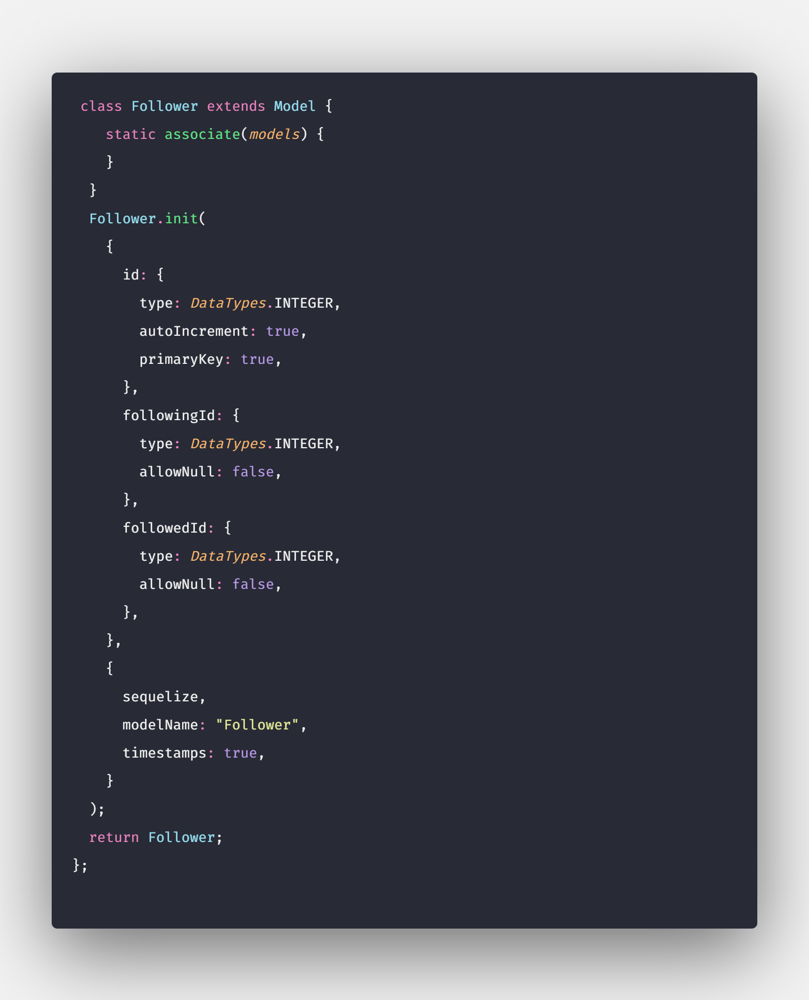 class Follower extends Model {
static associate(models) {
}
}
Follower.init(
{
id: {
type: DataTypes.INTEGER,
autoIncrement: true,
primaryKey: true,
},
followingId: {
type: DataTypes.INTEGER,
allowNull: false,
},
followedId: {
type: DataTypes.INTEGER,
allowNull: false,
},
},
{
sequelize,
modelName: "Follower",
timestamps: true,
}
);
return Follower;
};